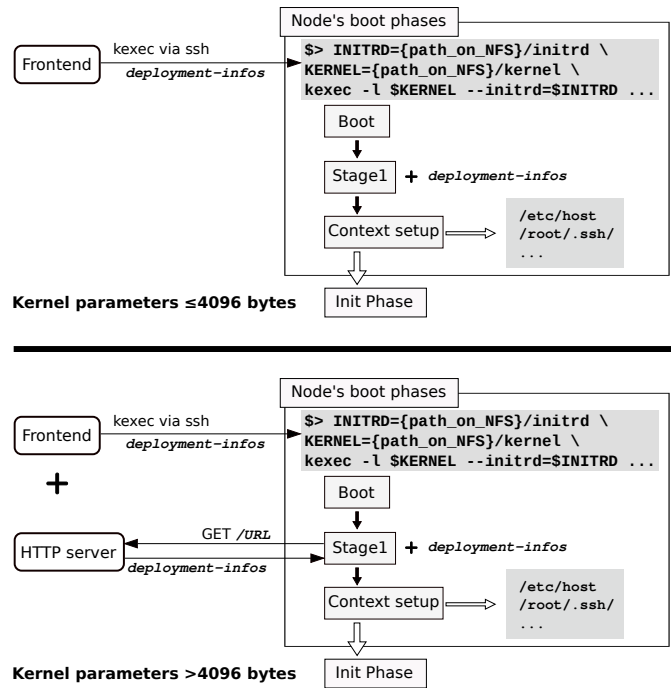 Node's boot phases
Frontend
kexec via ssh
deployment-infos
$> INITRD={path_on_NFS}/initrd \
KERNEL={path_on_NFS}/kernel \
kexec -l $KERNEL --initrd=$INITRD ...
Boot
Stage1 + deployment-infos
Context setup
/etc/host
/root/.ssh/
...
Kernel parameters ≤4096 bytes
Init Phase
Node's boot phases
Frontend
kexec via ssh
deployment-infos
$> INITRD={path_on_NFS}/initrd \
KERNEL={path_on_NFS}/kernel \
kexec -l $KERNEL --initrd=$INITRD ...
+
Boot
HTTP server
GET /URL
deployment-infos
Stage1 + deployment-infos
Context setup
/etc/host
/root/.ssh/
...
Kernel parameters >4096 bytes
Init Phase